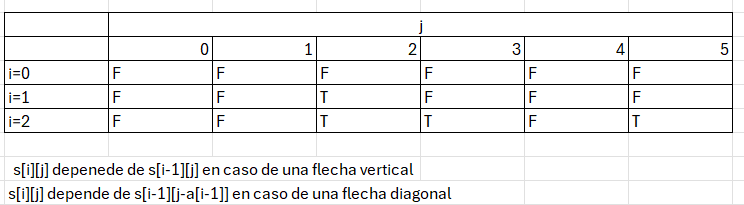 j
0 1 2 3 4 5
i=0 F F F F F F
i=1 F F T F F F
i=2 F F T T F T
s[i][j] depenede de s[i-1][j] en caso de una flecha vertical
s[i][j] depende de s[i-1][j-a[i-1]] en caso de una flecha diagonal